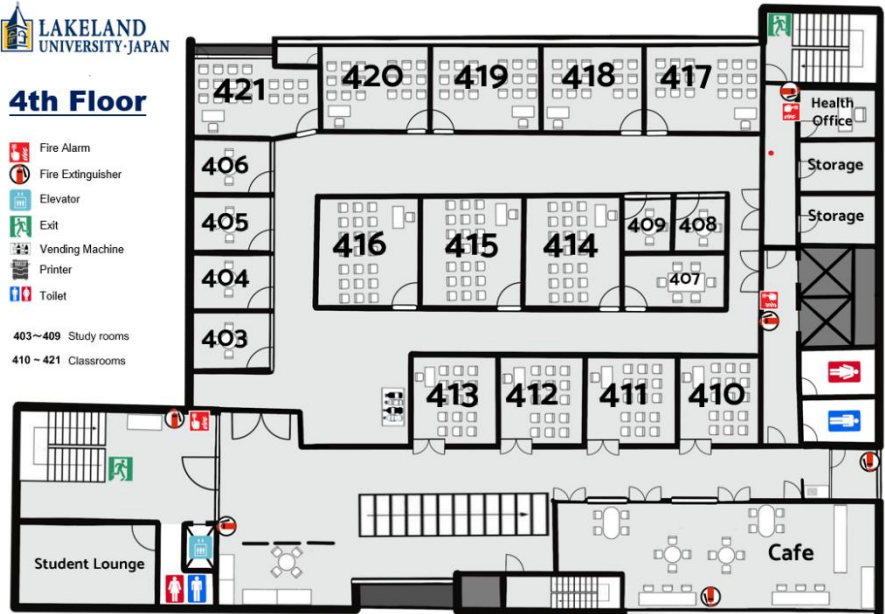 LAKELAND
UNIVERSITY·JAPAN
4th Floor
Fire Alarm
Fire Extinguisher
Elevator
Exit
Vending Machine
Printer
Toilet
403～409 Study rooms
410 ~ 421 Classrooms
421
420
419
418
417
Health
Office
406
Storage
405
Storage
416
415
414
409
408
404
407
403
413
412
411
410
Student Lounge
Cafe